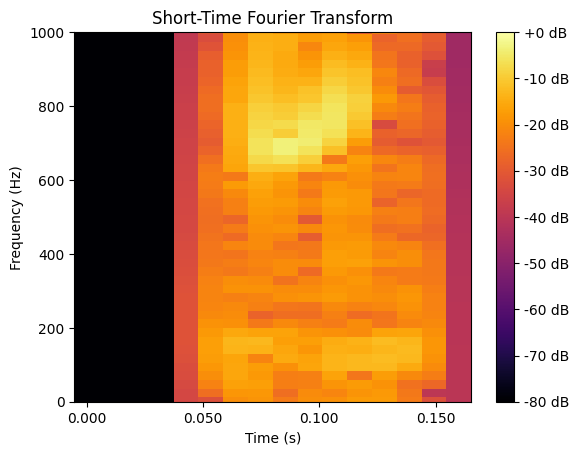 Short-Time Fourier Transform
Frequency (Hz)
1000
800
600
400
200
0
0.000
0.050
0.100
0.150
Time (s)
+0 dB
-10 dB
-20 dB
-30 dB
-40 dB
-50 dB
-60 dB
-70 dB
-80 dB